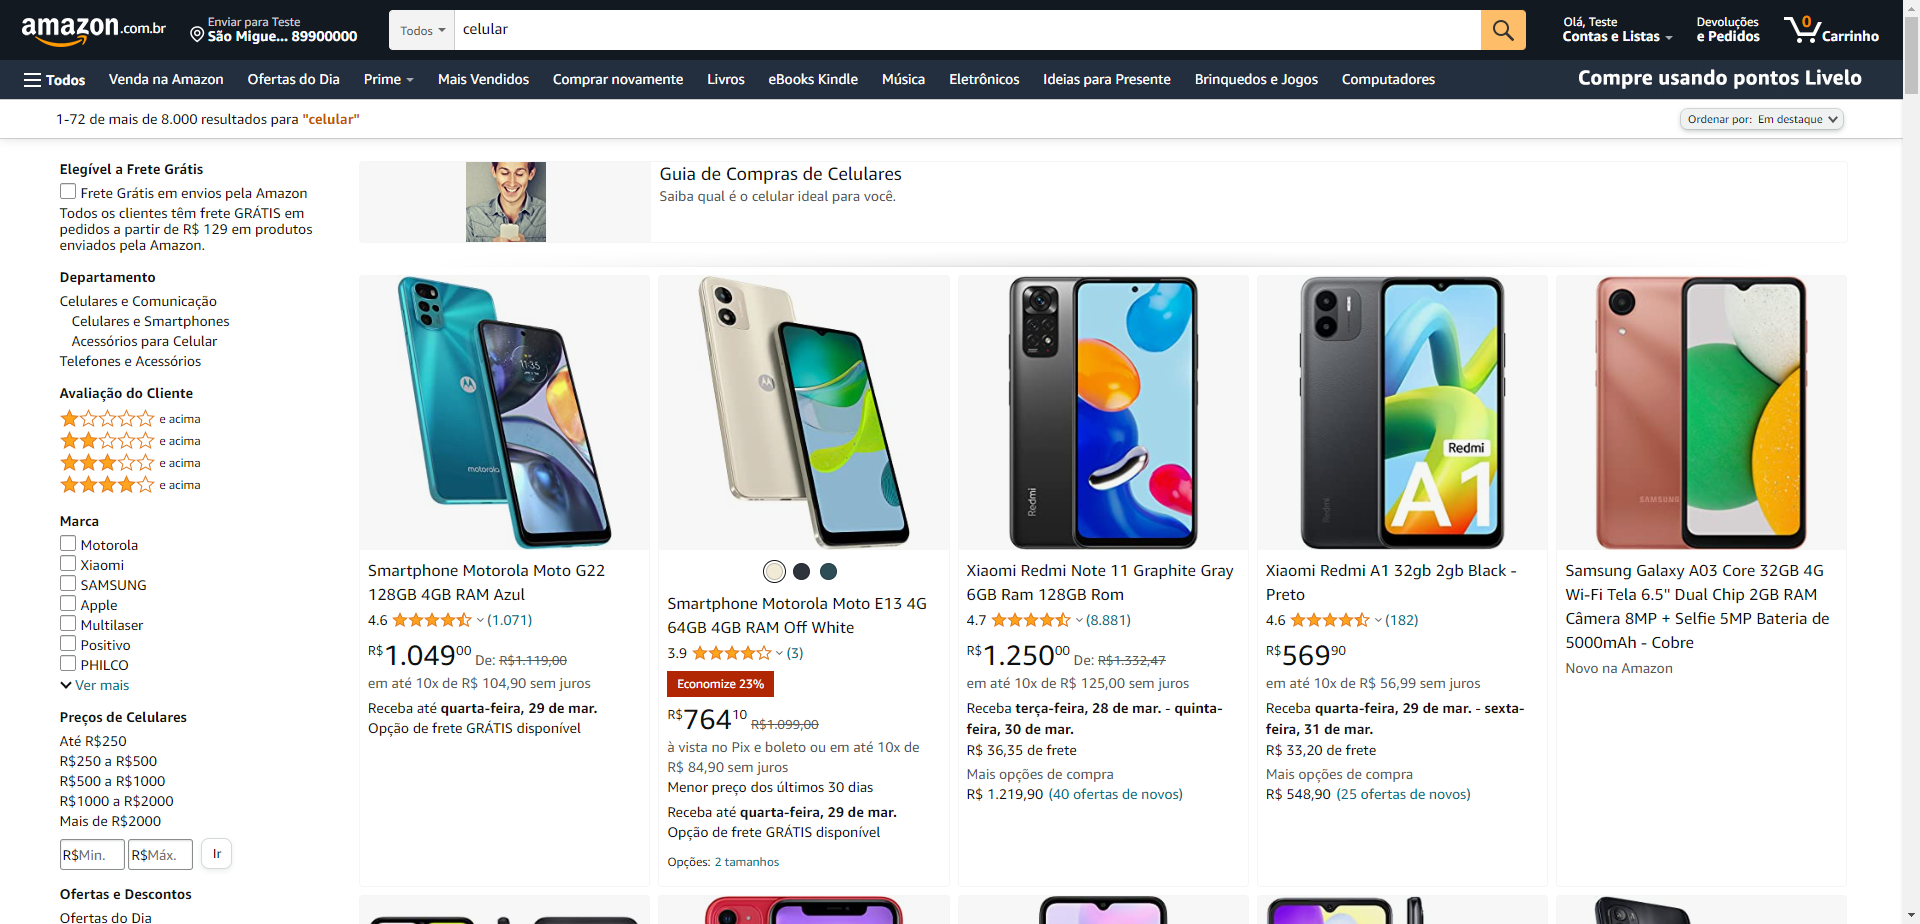 amazon.com.br
Enviar para Teste
São Migue... 89900000
Todos
celular
Olá, Teste
Contas e Listas
Devoluções
e Pedidos
0
Carrinho
Todos
Venda na Amazon
Ofertas do Dia
Prime
Mais Vendidos
Comprar novamente
Livros
eBooks Kindle
Música
Eletrônicos
Ideias para Presente
Brinquedos e Jogos
Computadores
Compre usando pontos Livelo
1-72 de mais de 8.000 resultados para "celular"
Ordenar por: Em destaque
Elegível a Frete Grátis
Frete Grátis em envios pela Amazon
Todos os clientes têm frete GRÁTIS em
pedidos a partir de R$ 129 em produtos
enviados pela Amazon.
Departamento
Celulares e Comunicação
Celulares e Smartphones
Acessórios para Celular
Telefones e Acessórios
Avaliação do Cliente
e acima
e acima
e acima
e acima
Marca
Motorola
Xiaomi
SAMSUNG
Apple
Multilaser
Positivo
PHILCO
Ver mais
Preços de Celulares
Até R$250
R$250 a R$500
R$500 a R$1000
R$1000 a R$2000
Mais de R$2000
R$Min.
R$Máx.
Ir
Ofertas e Descontos
Ofertas do Dia
Guia de Compras de Celulares
Saiba qual é o celular ideal para você.
11:35
motorola
Smartphone Motorola Moto G22
128GB 4GB RAM Azul
4.6 (1.071)
R$1.04900 De: R$1.119,00
em até 10x de R$ 104,90 sem juros
Receba até quarta-feira, 29 de mar.
Opção de frete GRÁTIS disponível
Smartphone Motorola Moto E13 4G
64GB 4GB RAM Off White
3.9 (3)
Economize 23%
R$76410 R$1.099,00
à vista no Pix e boleto ou em até 10x de
R$ 84,90 sem juros
Menor preço dos últimos 30 dias
Receba até quarta-feira, 29 de mar.
Opção de frete GRÁTIS disponível
Opções: 2 tamanhos
Redmi
Xiaomi Redmi Note 11 Graphite Gray
6GB Ram 128GB Rom
4.7 (8.881)
R$1.25000 De: R$1.332,47
em até 10x de R$ 125,00 sem juros
Receba terça-feira, 28 de mar. - quinta-
feira, 30 de mar.
R$ 36,35 de frete
Mais opções de compra
R$ 1.219,90 (40 ofertas de novos)
Redmi
Redmi
A1
Xiaomi Redmi A1 32gb 2gb Black -
Preto
4.6 (182)
R$56990
em até 10x de R$ 56,99 sem juros
Receba quarta-feira, 29 de mar. - sexta-
feira, 31 de mar.
R$ 33,20 de frete
Mais opções de compra
R$ 548,90 (25 ofertas de novos)
SAMSUNG
Samsung Galaxy A03 Core 32GB 4G
Wi-Fi Tela 6.5" Dual Chip 2GB RAM
Câmera 8MP + Selfie 5MP Bateria de
5000mAh - Cobre
Novo na Amazon